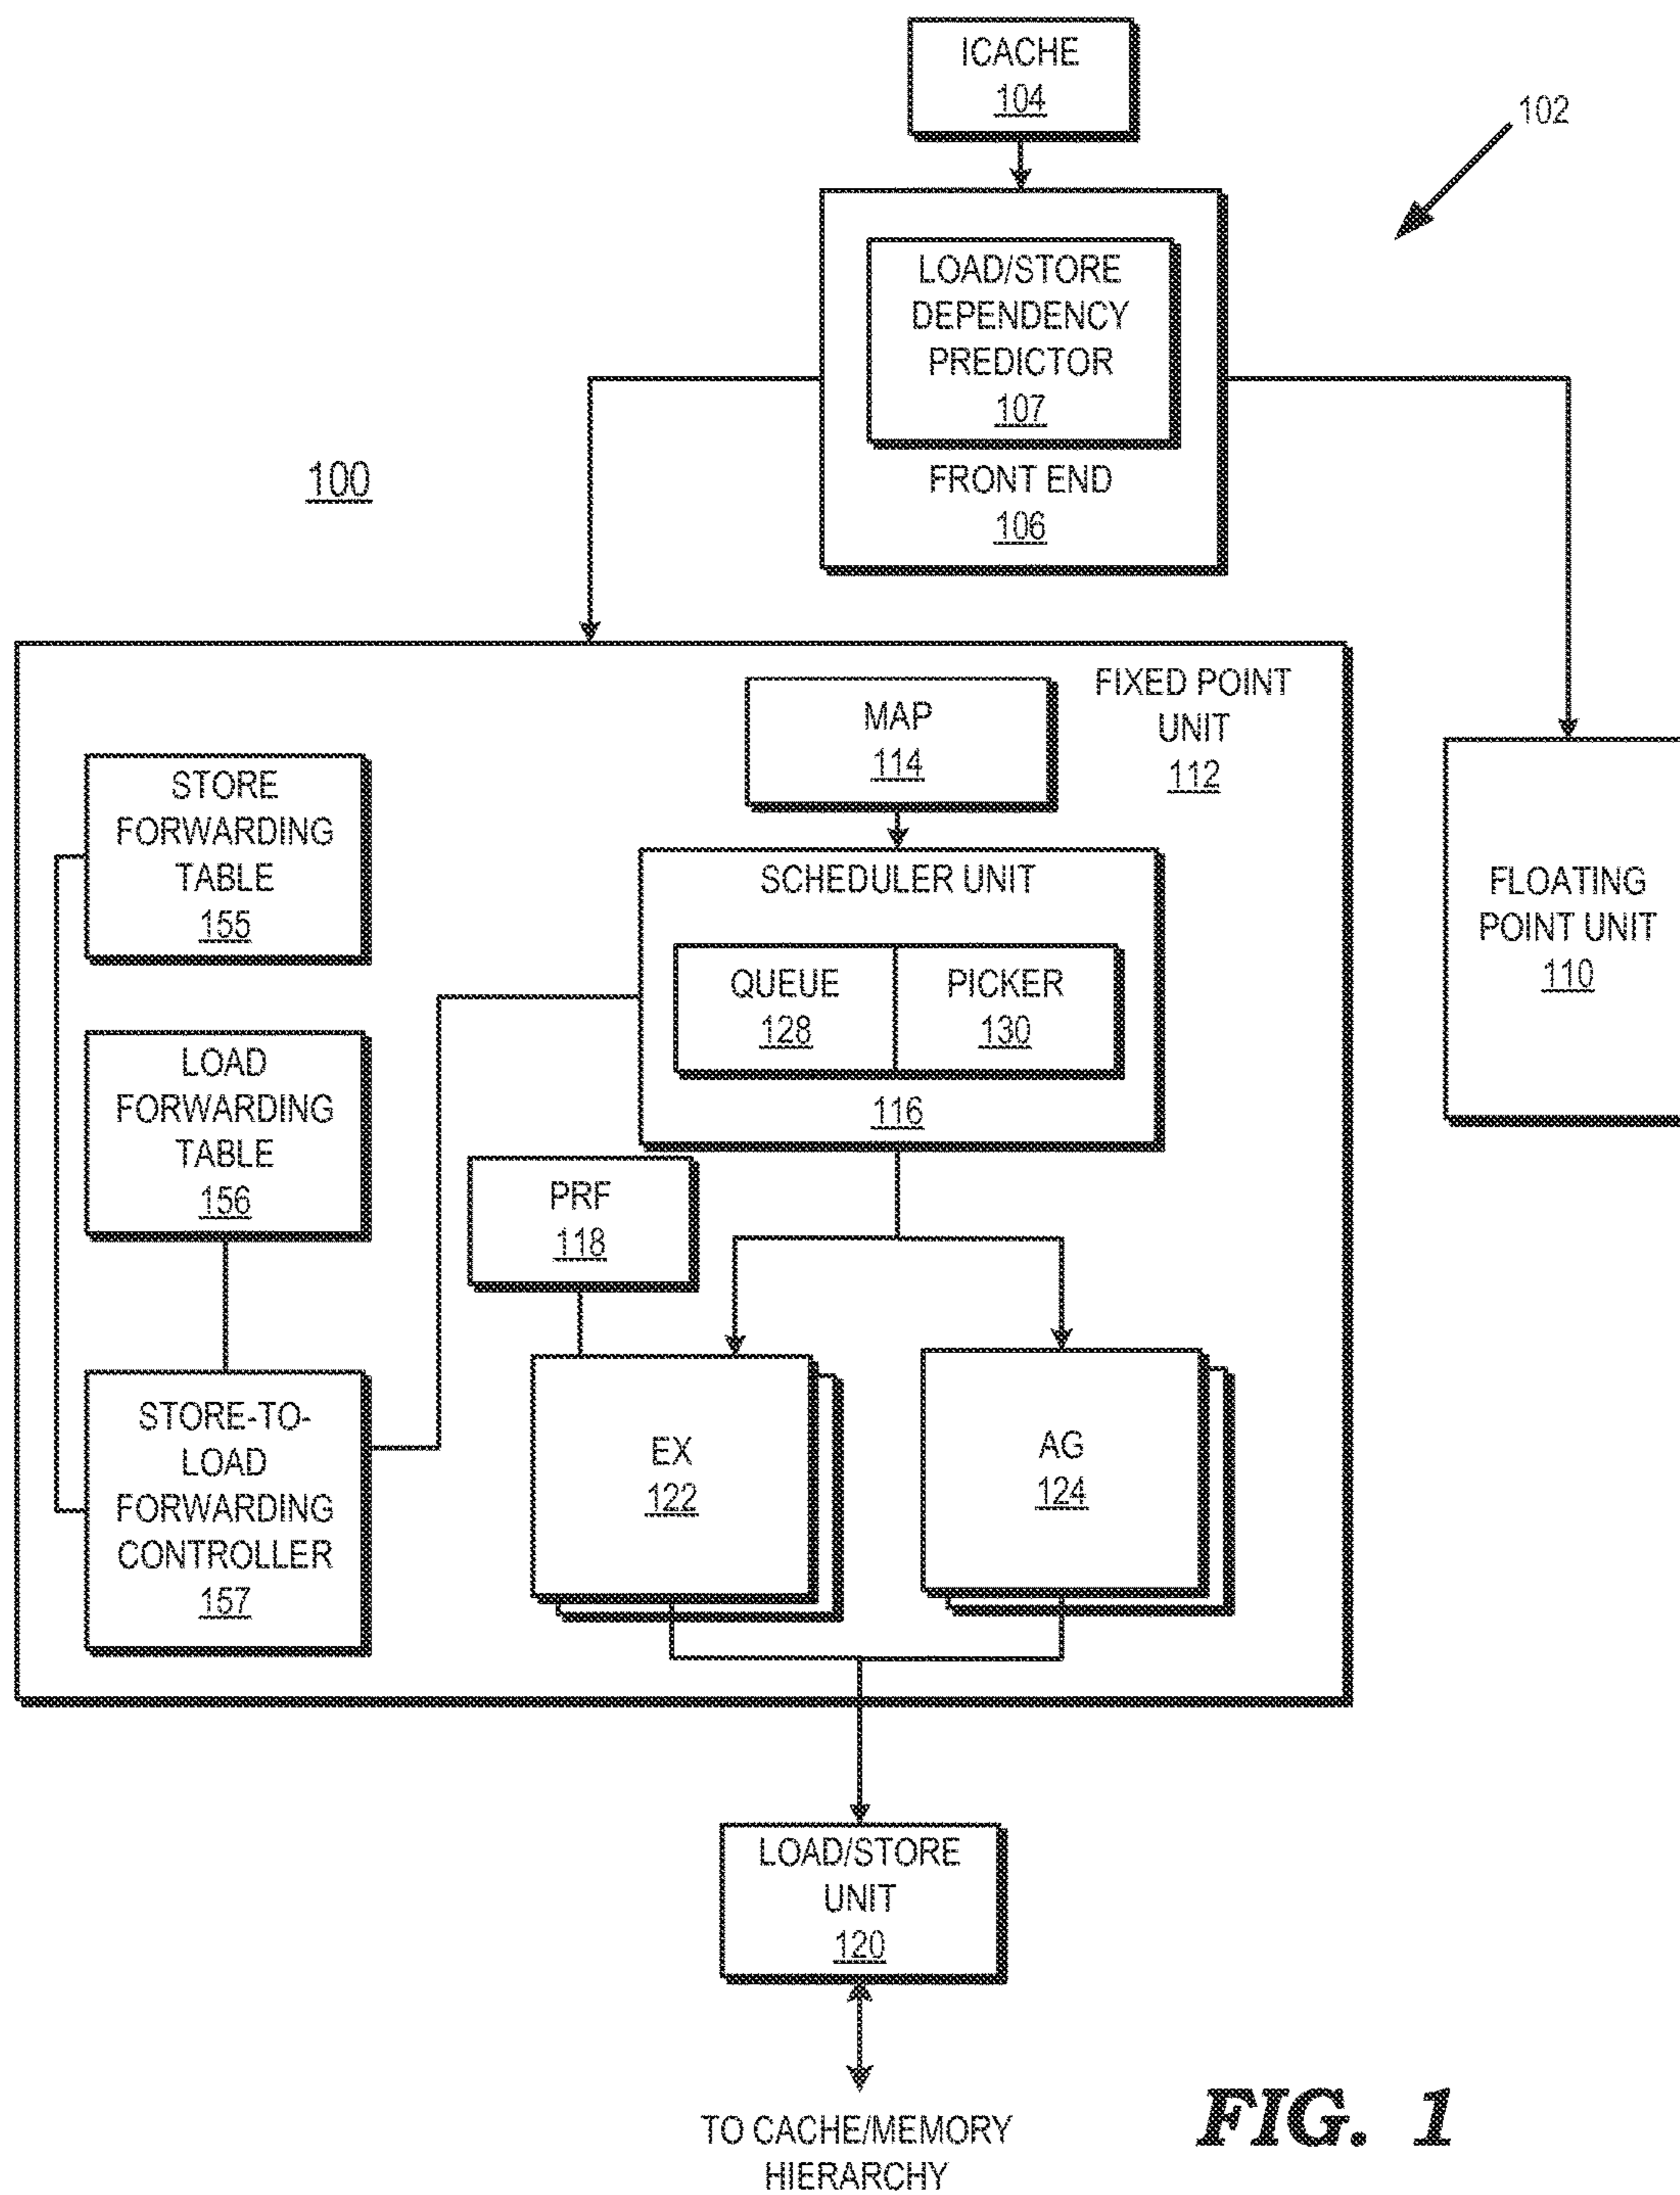 ICACHE
104
102
LOAD/STORE
DEPENDENCY
PREDICTOR
107
FRONT END
106
100
FIXED POINT
UNIT
112
MAP
114
STORE
FORWARDING
TABLE
155
SCHEDULER UNIT
QUEUE
128
PICKER
130
116
FLOATING
POINT UNIT
110
LOAD
FORWARDING
TABLE
156
PRF
118
STORE-TO-
LOAD
FORWARDING
CONTROLLER
157
EX
122
AG
124
LOAD/STORE
UNIT
120
TO CACHE/MEMORY
HIERARCHY
FIG. 1